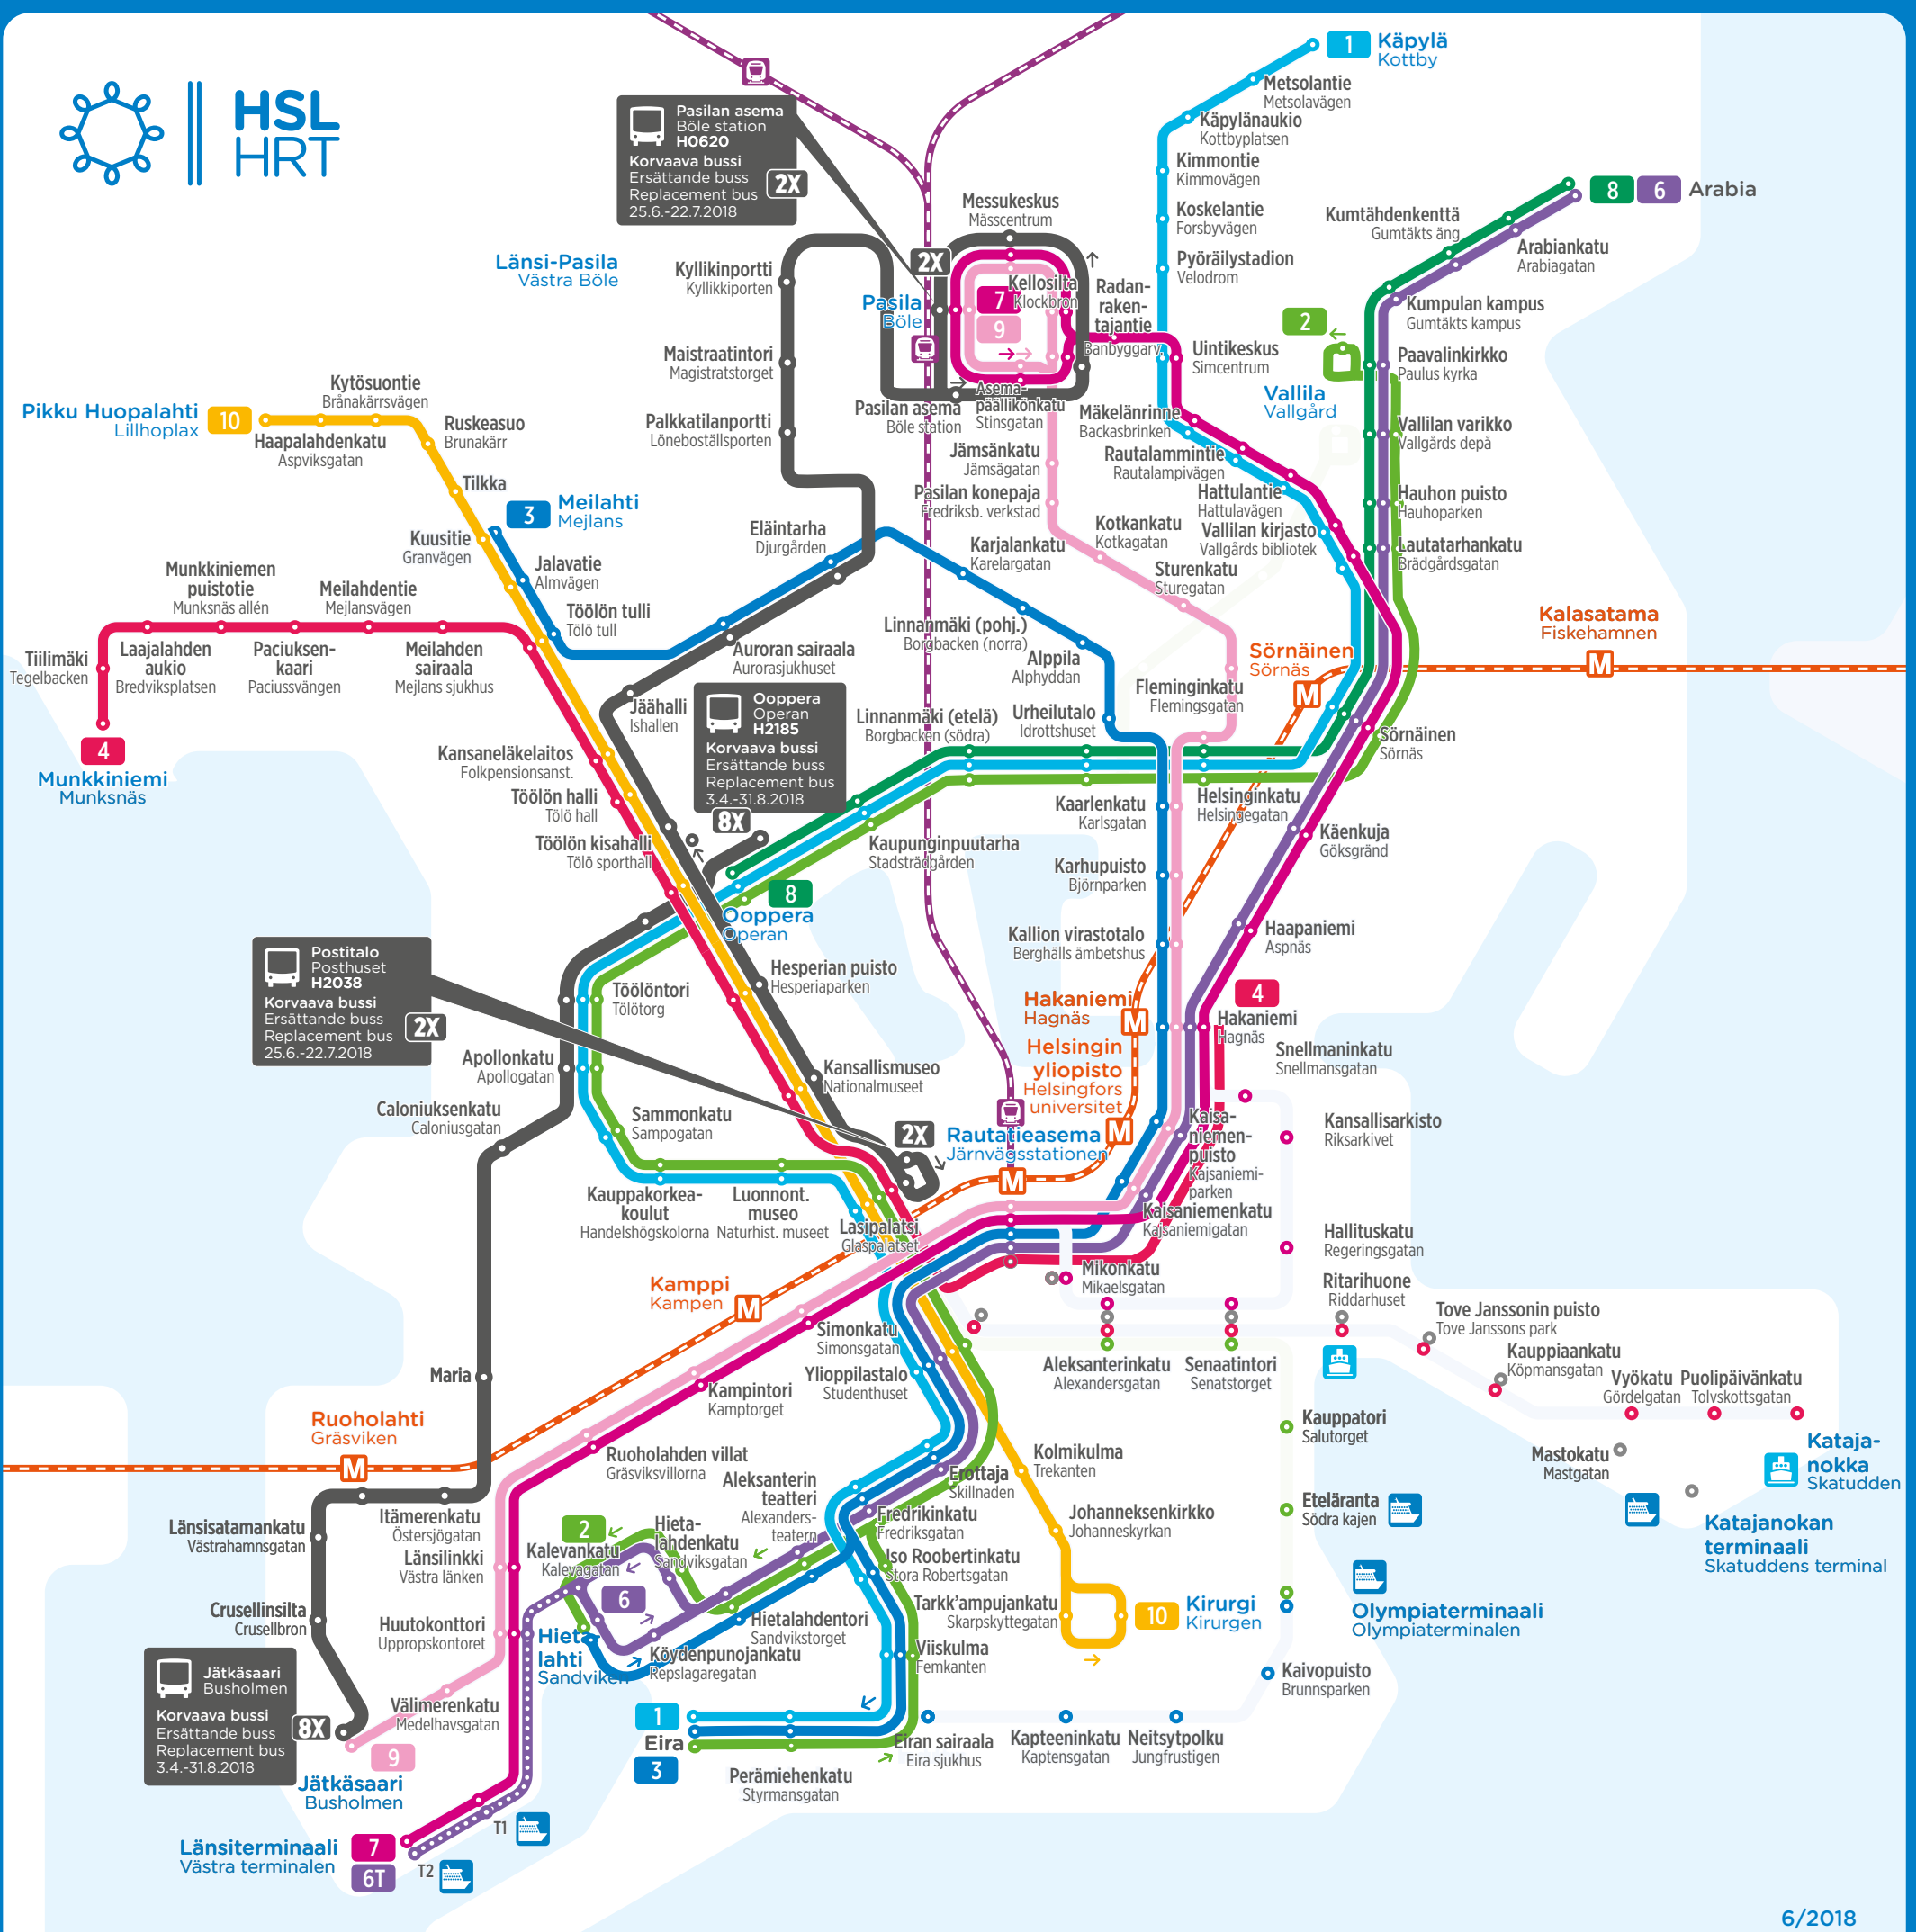 HSL
HRT
Pasilan asema
Böle station
H0620
Korvaava bussi
Ersättande buss
Replacement bus
25.6.-22.7.2018
2X
1
Käpylä
Kottby
Metsolantie
Metsolavägen
Käpylänaukio
Kottbyplatsen
Kimmontie
Kimmovägen
Koskelantie
Forsbyvägen
Pyöräilystadion
Velodrom
8
6
Arabia
Kumtähdenkenttä
Gumtäkts äng
Arabiankatu
Arabiagatan
Kumpulan kampus
Gumtäkts kampus
Messukeskus
Mässcentrum
Länsi-Pasila
Västra Böle
Kyllikinportti
Kyllikkiporten
2X
Pasila
Böle
Kellosilta
Klockbron
7
9
Radan-
raken-
tajantie
Banbyggarv.
Uintikeskus
Simcentrum
2
Vallila
Vallgård
Paavalinkirkko
Paulus kyrka
Maistraatintori
Magistratstorget
Palkkatilanportti
Löneboställsporten
Pasilan asema
Böle station
Asema-
päällikönkatu
Stinsgatan
Mäkelänrinne
Backasbrinken
Vallilan varikko
Vallgårds depå
Kytösuontie
Brånakärrsvägen
Pikku Huopalahti
Lillhoplax
10
Haapalahdenkatu
Aspviksgatan
Ruskeasuo
Brunakärr
Tilkka
Jämsänkatu
Jämsägatan
Rautalammintie
Rautalampivägen
Pasilan konepaja
Fredriksb. verkstad
Hattulantie
Hattulavägen
Hauhon puisto
Hauhoparken
3
Meilahti
Mejlans
Kuusitie
Granvägen
Eläintarha
Djurgården
Kotkankatu
Kotkagatan
Vallilan kirjasto
Vallgårds bibliotek
Lautatarhankatu
Brädgårdsgatan
Karjalankatu
Karelargatan
Jalavatie
Almvägen
Sturenkatu
Sturegatan
Munkkiniemen
puistotie
Munksnäs allén
Meilahdentie
Mejlansvägen
Töölön tulli
Tölö tull
Linnanmäki (pohj.)
Borgbacken (norra)
Kalasatama
Fiskehamnen
M
Sörnäinen
Sörnäs
M
Tiilimäki
Tegelbacken
Laajalahden
aukio
Bredviksplatsen
Paciuksen-
kaari
Paciussvängen
Meilahden
sairaala
Mejlans sjukhus
Auroran sairaala
Aurorasjukhuset
Alppila
Alphyddan
Fleminginkatu
Flemingsgatan
Ooppera
Operan
H2185
Korvaava bussi
Ersättande buss
Replacement bus
3.4.-31.8.2018
8X
Jäähalli
Ishallen
Linnanmäki (etelä)
Borgbacken (södra)
Urheilutalo
Idrottshuset
Sörnäinen
Sörnäs
4
Munkkiniemi
Munksnäs
Kansaneläkelaitos
Folkpensionsanst.
Töölön halli
Tölö hall
Töölön kisahalli
Tölö sporthall
Kaarlenkatu
Karlsgatan
Helsinginkatu
Helsingegatan
Kaupunginpuutarha
Stadsträdgården
Käenkuja
Göksgränd
Karhupuisto
Björnparken
8
Ooppera
Operan
Haapaniemi
Aspnäs
Kallion virastotalo
Berghälls ämbetshus
Postitalo
Posthuset
H2038
Korvaava bussi
Ersättande buss
Replacement bus
25.6.-22.7.2018
2X
Hesperian puisto
Hesperiaparken
Töölöntori
Tölötorg
Hakaniemi
Hagnäs
M
4
Hakaniemi
Hagnäs
Helsingin
yliopisto
Helsingfors
universitet
M
Snellmaninkatu
Snellmansgatan
Apollonkatu
Apollogatan
Kansallismuseo
Nationalmuseet
Caloniuksenkatu
Caloniusgatan
Sammonkatu
Sampogatan
2X
Rautatieasema
Järnvägsstationen
M
Kaisa-
niemen-
puisto
Kajsaniemi-
parken
Kansallisarkisto
Riksarkivet
Kauppakorkea-
koulut
Handelshögskolorna
Luonnont.
museo
Naturhist. museet
Lasipalatsi
Glaspalatset
Kaisaniemenkatu
Kajsaniemigatan
Hallituskatu
Regeringsgatan
Kamppi
Kampen
M
Mikonkatu
Mikaelsgatan
Ritarihuone
Riddarhuset
Tove Janssonin puisto
Tove Janssons park
Simonkatu
Simonsgatan
Ylioppilastalo
Studenthuset
Aleksanterinkatu
Alexandersgatan
Senaatintori
Senatstorget
Kauppiaankatu
Köpmansgatan
Vyökatu
Gördelgatan
Puolipäivänkatu
Tolvskottsgatan
Maria
Kampintori
Kamptorget
Ruoholahti
Gräsviken
M
Kauppatori
Salutorget
Mastokatu
Mastgatan
Kataja-
nokka
Skatudden
Ruoholahden villat
Gräsviksvillorna
Kolmikulma
Trekanten
Aleksanterin
teatteri
Alexanders-
teatern
Erottaja
Skillnaden
Eteläranta
Södra kajen
Katajanokan
terminaali
Skatuddens terminal
Itämerenkatu
Östersjögatan
Länsisatamankatu
Västrahamnsgatan
Fredrikinkatu
Fredriksgatan
Johanneksenkirkko
Johanneskyrkan
2
Hieta-
lahdenkatu
Sandviksgatan
Kalevankatu
Kalevagatan
Länsilinkki
Västra länken
Iso Roobertinkatu
Stora Robertsgatan
6
Crusellinsilta
Crusellbron
Huutokonttori
Uppropskontoret
Hietalahdentori
Sandvikstorget
Tarkk'ampujankatu
Skarpskyttegatan
10
Kirurgi
Kirurgen
Olympiaterminaali
Olympiaterminalen
Hieta-
lahti
Sandviken
Köydenpunojankatu
Repslagaregatan
Viiskulma
Femkanten
Kaivopuisto
Brunnsparken
Jätkäsaari
Busholmen
Korvaava bussi
Ersättande buss
Replacement bus
3.4.-31.8.2018
8X
Välimerenkatu
Medelhavsgatan
1
Eira
3
Eiran sairaala
Eira sjukhus
Kapteeninkatu
Kaptensgatan
Neitsytpolku
Jungfrustigen
9
Jätkäsaari
Busholmen
Perämiehenkatu
Styrmansgatan
T1
Länsiterminaali
Västra terminalen
7
6T
T2
6/2018